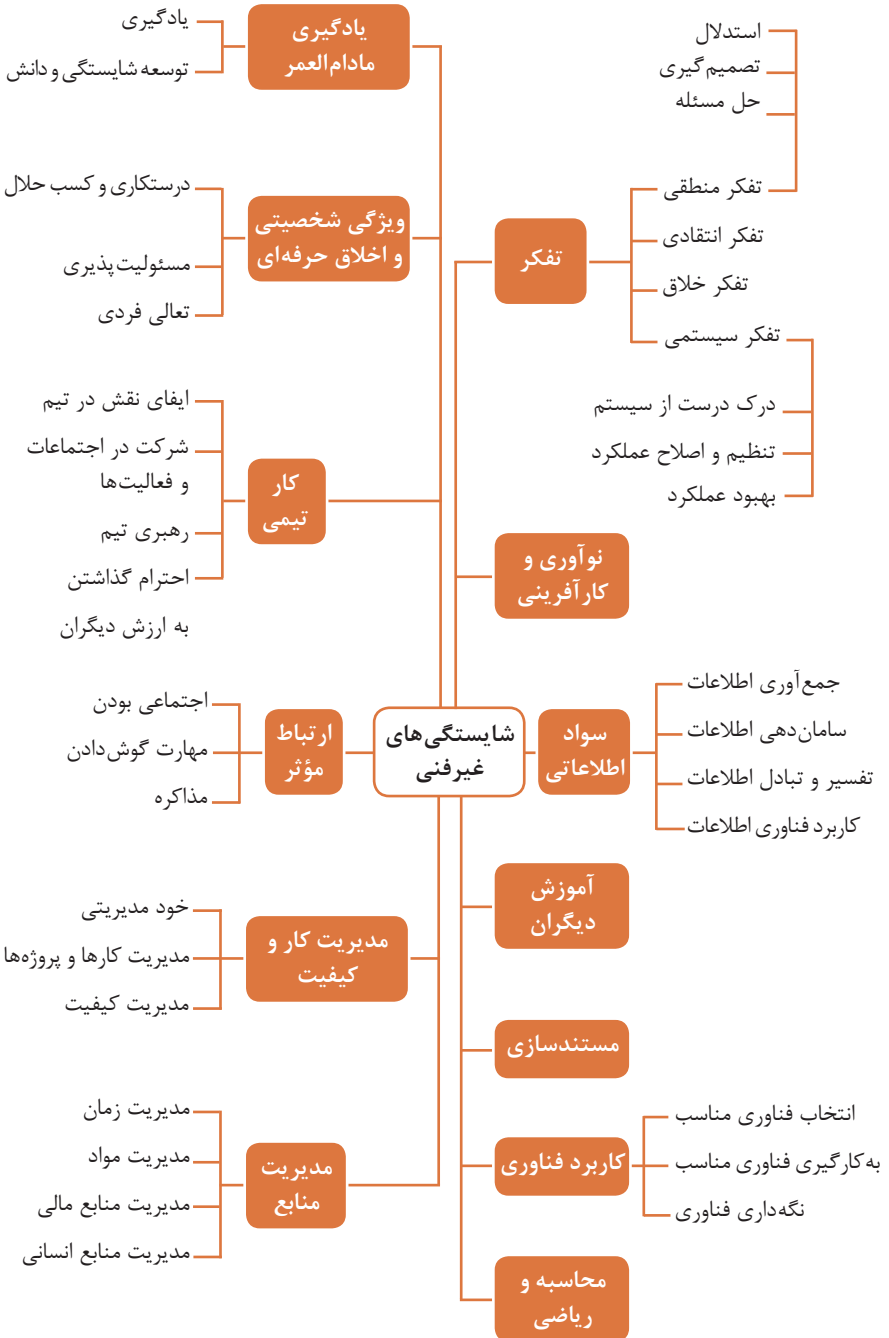 شایستگی‌های
غیرفنی
تفکر
استدلال
تصمیم‌گیری
حل مسئله
تفکر منطقی
تفکر انتقادی
تفکر خلاق
تفکر سیستمی
درک درست از سیستم
تنظیم و اصلاح عملکرد
بهبود عملکرد
نوآوری و
کارآفرینی
سواد
اطلاعاتی
جمع‌آوری اطلاعات
سامان‌دهی اطلاعات
تفسیر و تبادل اطلاعات
کاربرد فناوری اطلاعات
آموزش
دیگران
مستندسازی
کاربرد فناوری
انتخاب فناوری مناسب
به‌کارگیری فناوری مناسب
نگه‌داری فناوری
محاسبه و
ریاضی
یادگیری
مادام‌العمر
یادگیری
توسعه شایستگی و دانش
ویژگی شخصیتی
و اخلاق حرفه‌ای
درستکاری و کسب حلال
مسئولیت‌پذیری
تعالی فردی
کار
تیمی
ایفای نقش در تیم
شرکت در اجتماعات
و فعالیت‌ها
رهبری تیم
احترام گذاشتن
به ارزش دیگران
ارتباط
مؤثر
اجتماعی بودن
مهارت گوش‌دادن
مذاکره
مدیریت کار و
کیفیت
خود مدیریتی
مدیریت کارها و پروژه‌ها
مدیریت کیفیت
مدیریت
منابع
مدیریت زمان
مدیریت مواد
مدیریت منابع مالی
مدیریت منابع انسانی